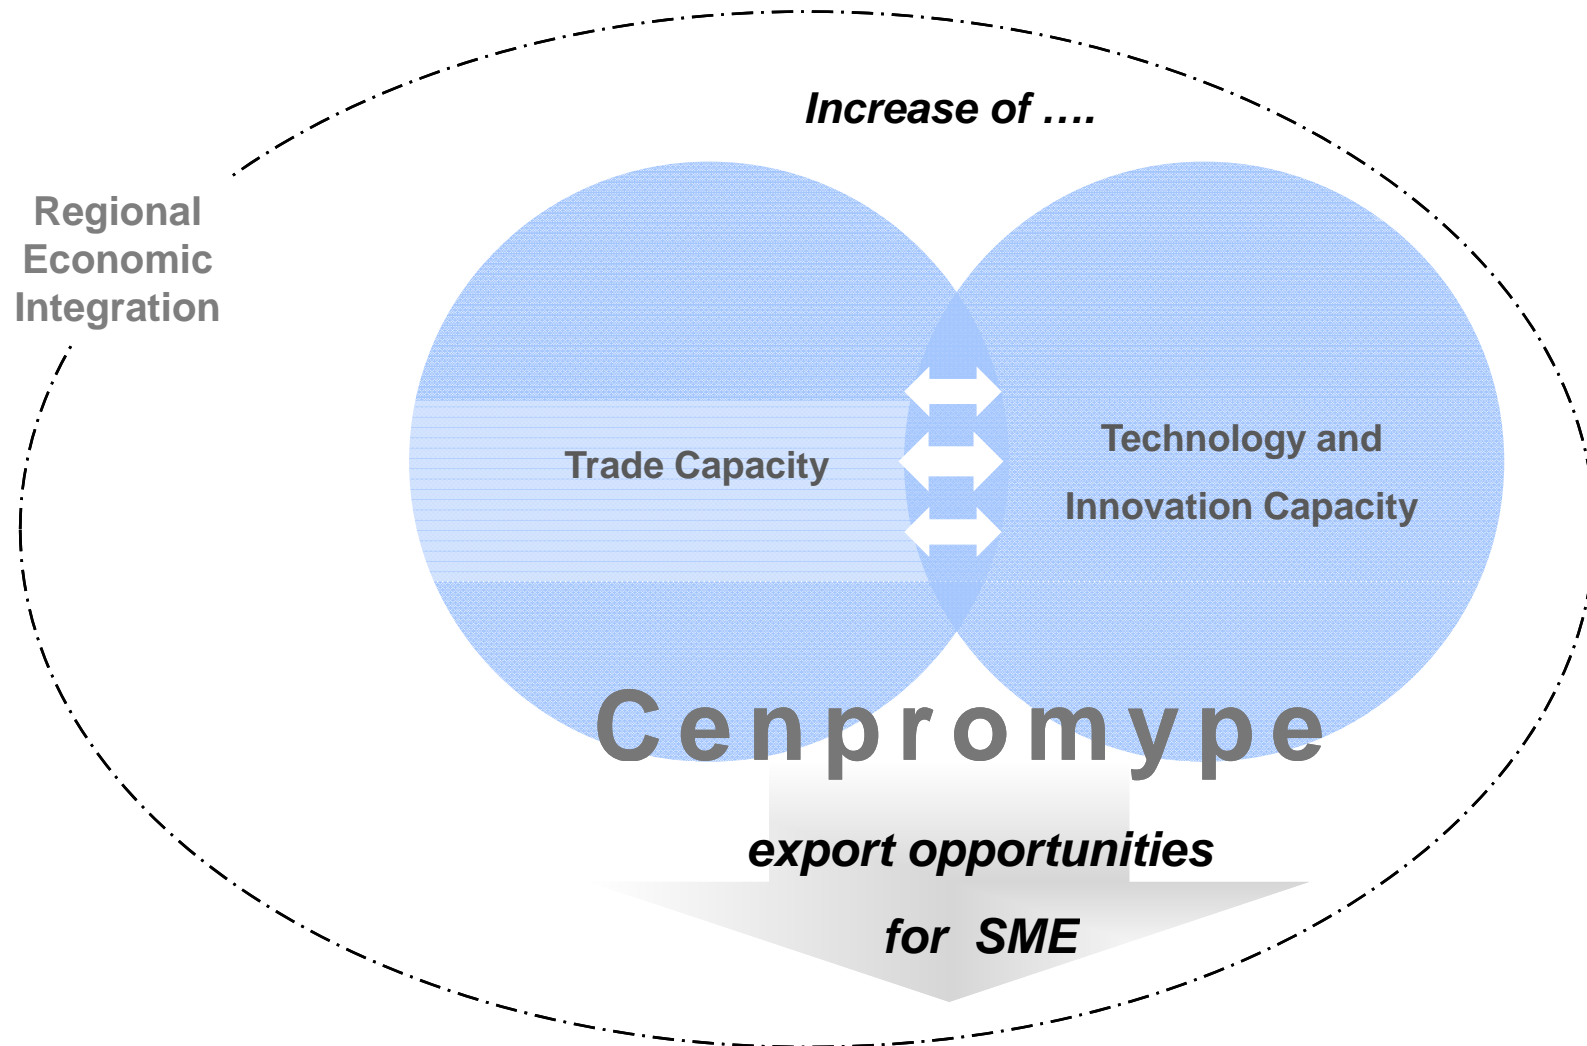 Increase of ....
Regional
Economic
Integration
Trade Capacity
Technology and
Innovation Capacity
Cenpromype
export opportunities
for SME